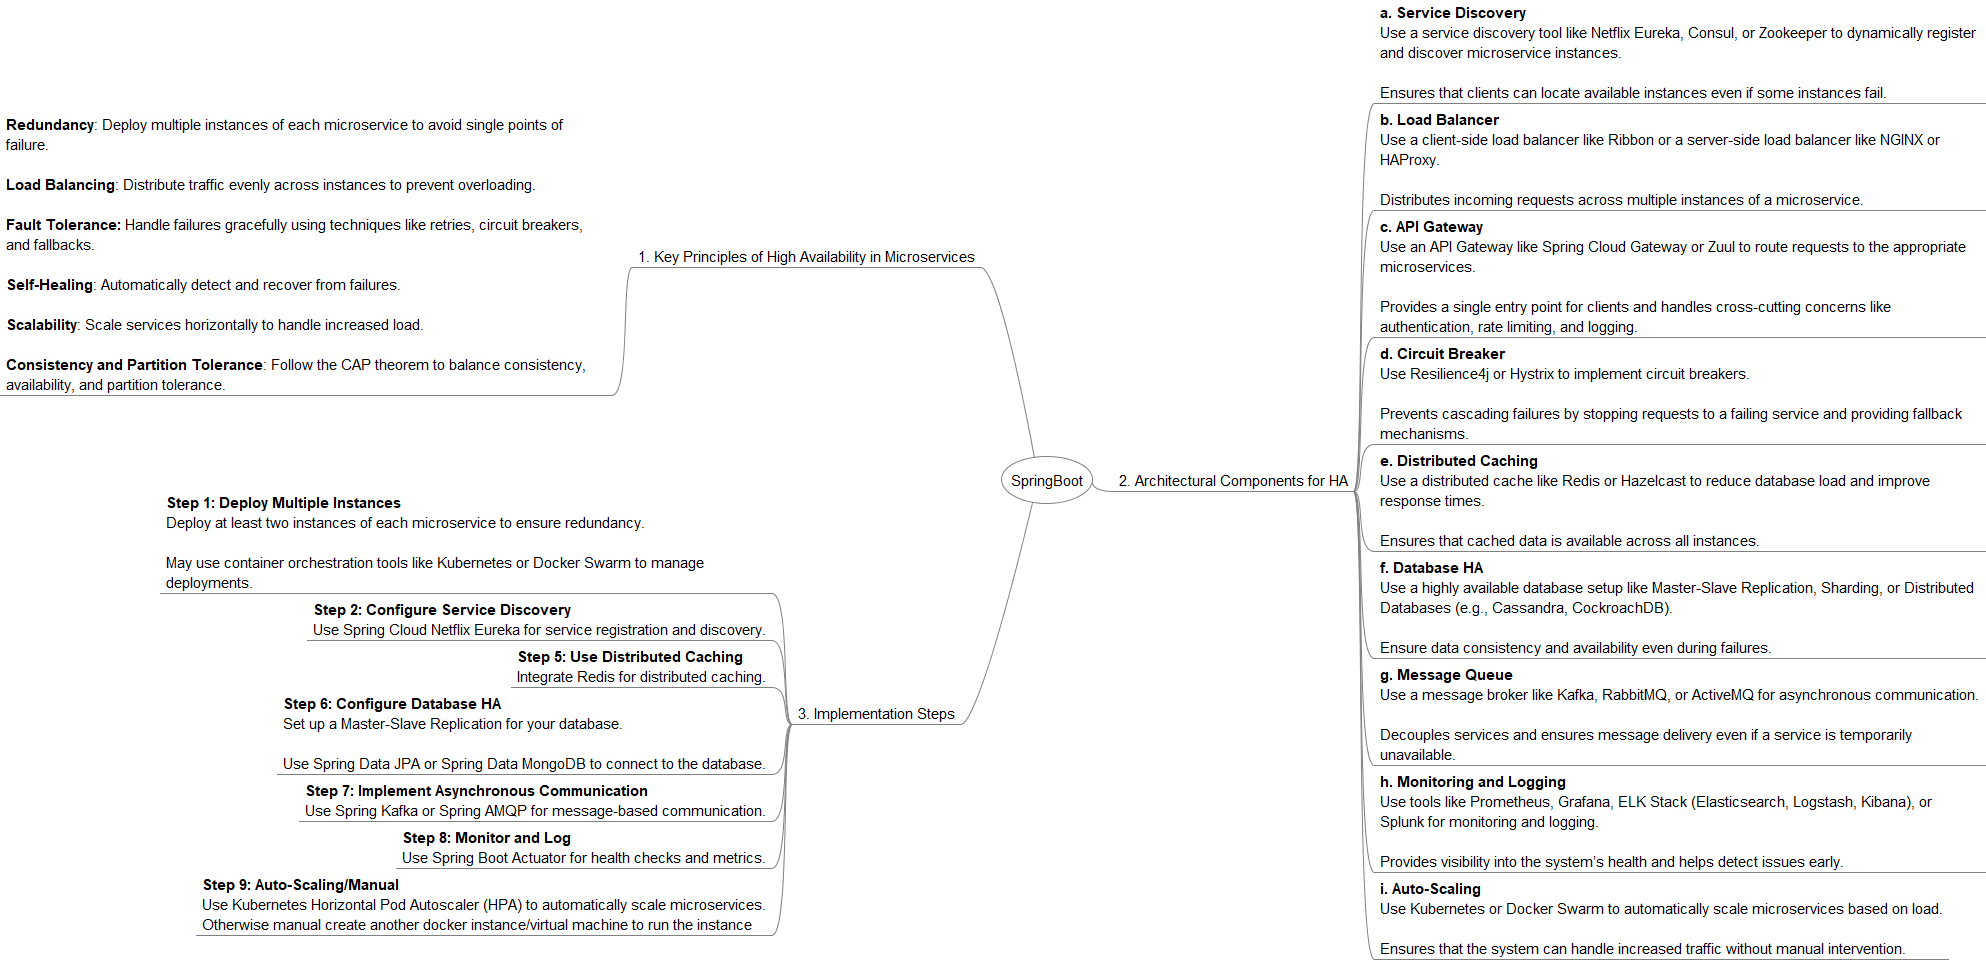 SpringBoot
1. Key Principles of High Availability in Microservices
Redundancy: Deploy multiple instances of each microservice to avoid single points of
failure.
Load Balancing: Distribute traffic evenly across instances to prevent overloading.
Fault Tolerance: Handle failures gracefully using techniques like retries, circuit breakers,
and fallbacks.
Self-Healing: Automatically detect and recover from failures.
Scalability: Scale services horizontally to handle increased load.
Consistency and Partition Tolerance: Follow the CAP theorem to balance consistency,
availability, and partition tolerance.
2. Architectural Components for HA
a. Service Discovery
Use a service discovery tool like Netflix Eureka, Consul, or Zookeeper to dynamically register
and discover microservice instances.
Ensures that clients can locate available instances even if some instances fail.
b. Load Balancer
Use a client-side load balancer like Ribbon or a server-side load balancer like NGINX or
HAProxy.
Distributes incoming requests across multiple instances of a microservice.
c. API Gateway
Use an API Gateway like Spring Cloud Gateway or Zuul to route requests to the appropriate
microservices.
Provides a single entry point for clients and handles cross-cutting concerns like
authentication, rate limiting, and logging.
d. Circuit Breaker
Use Resilience4j or Hystrix to implement circuit breakers.
Prevents cascading failures by stopping requests to a failing service and providing fallback
mechanisms.
e. Distributed Caching
Use a distributed cache like Redis or Hazelcast to reduce database load and improve
response times.
Ensures that cached data is available across all instances.
f. Database HA
Use a highly available database setup like Master-Slave Replication, Sharding, or Distributed
Databases (e.g., Cassandra, CockroachDB).
Ensure data consistency and availability even during failures.
g. Message Queue
Use a message broker like Kafka, RabbitMQ, or ActiveMQ for asynchronous communication.
Decouples services and ensures message delivery even if a service is temporarily
unavailable.
h. Monitoring and Logging
Use tools like Prometheus, Grafana, ELK Stack (Elasticsearch, Logstash, Kibana), or
Splunk for monitoring and logging.
Provides visibility into the system's health and helps detect issues early.
i. Auto-Scaling
Use Kubernetes or Docker Swarm to automatically scale microservices based on load.
Ensures that the system can handle increased traffic without manual intervention.
3. Implementation Steps
Step 1: Deploy Multiple Instances
Deploy at least two instances of each microservice to ensure redundancy.
May use container orchestration tools like Kubernetes or Docker Swarm to manage
deployments.
Step 2: Configure Service Discovery
Use Spring Cloud Netflix Eureka for service registration and discovery.
Step 5: Use Distributed Caching
Integrate Redis for distributed caching.
Step 6: Configure Database HA
Set up a Master-Slave Replication for your database.
Use Spring Data JPA or Spring Data MongoDB to connect to the database.
Step 7: Implement Asynchronous Communication
Use Spring Kafka or Spring AMQP for message-based communication.
Step 8: Monitor and Log
Use Spring Boot Actuator for health checks and metrics.
Step 9: Auto-Scaling/Manual
Use Kubernetes Horizontal Pod Autoscaler (HPA) to automatically scale microservices.
Otherwise manual create another docker instance/virtual machine to run the instance